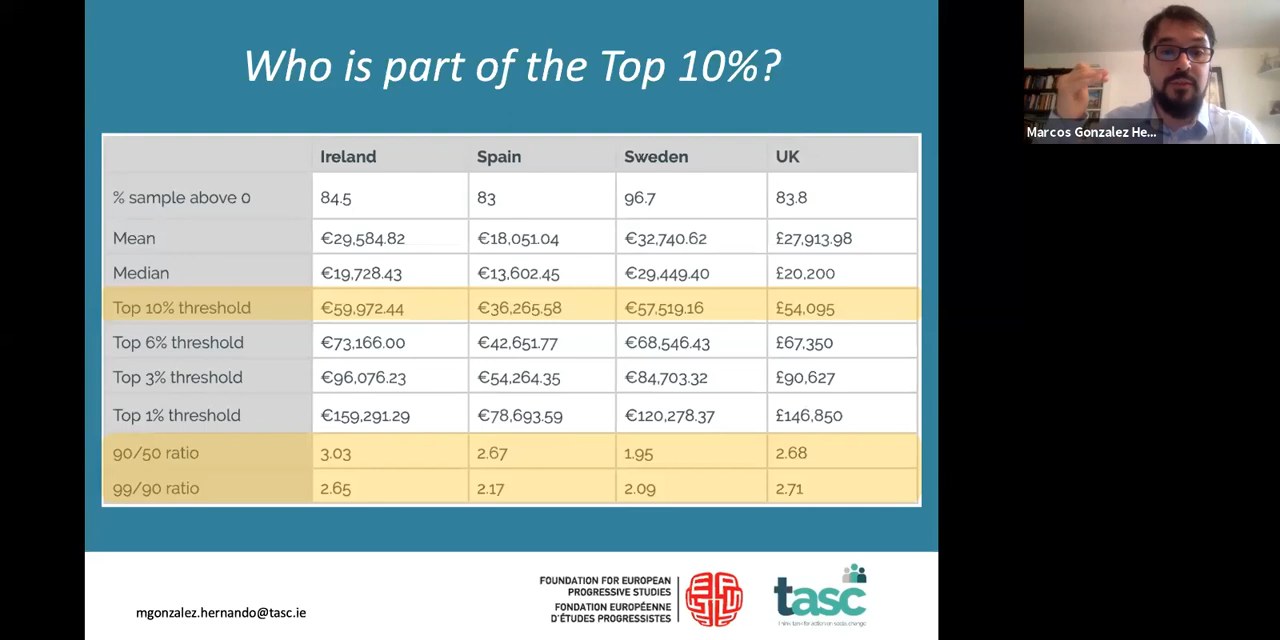 Who is part of the Top 10%?
Ireland Spain Sweden UK
% sample above 0 84.5 83 96.7 83.8
Mean €29,584.82 €18,051.04 €32,740.62 £27,913.98
Median €19,728.43 €13,602.45 €29,449.40 £20,200
Top 10% threshold €59,972.44 €36,265.58 €57,519.16 £54,095
Top 6% threshold €73,166.00 €42,651.77 €68,546.43 £67,350
Top 3% threshold €96,076.23 €54,264.35 €84,703.32 £90,627
Top 1% threshold €159,291.29 €78,693.59 €120,278.37 £146,850
90/50 ratio 3.03 2.67 1.95 2.68
99/90 ratio 2.65 2.17 2.09 2.71
mgonzalez.hernando@tasc.ie
FOUNDATION FOR EUROPEAN
PROGRESSIVE STUDIES
FONDATION EUROPÉENNE
D'ÉTUDES PROGRESSISTES
tasc
Marcos Gonzalez He...